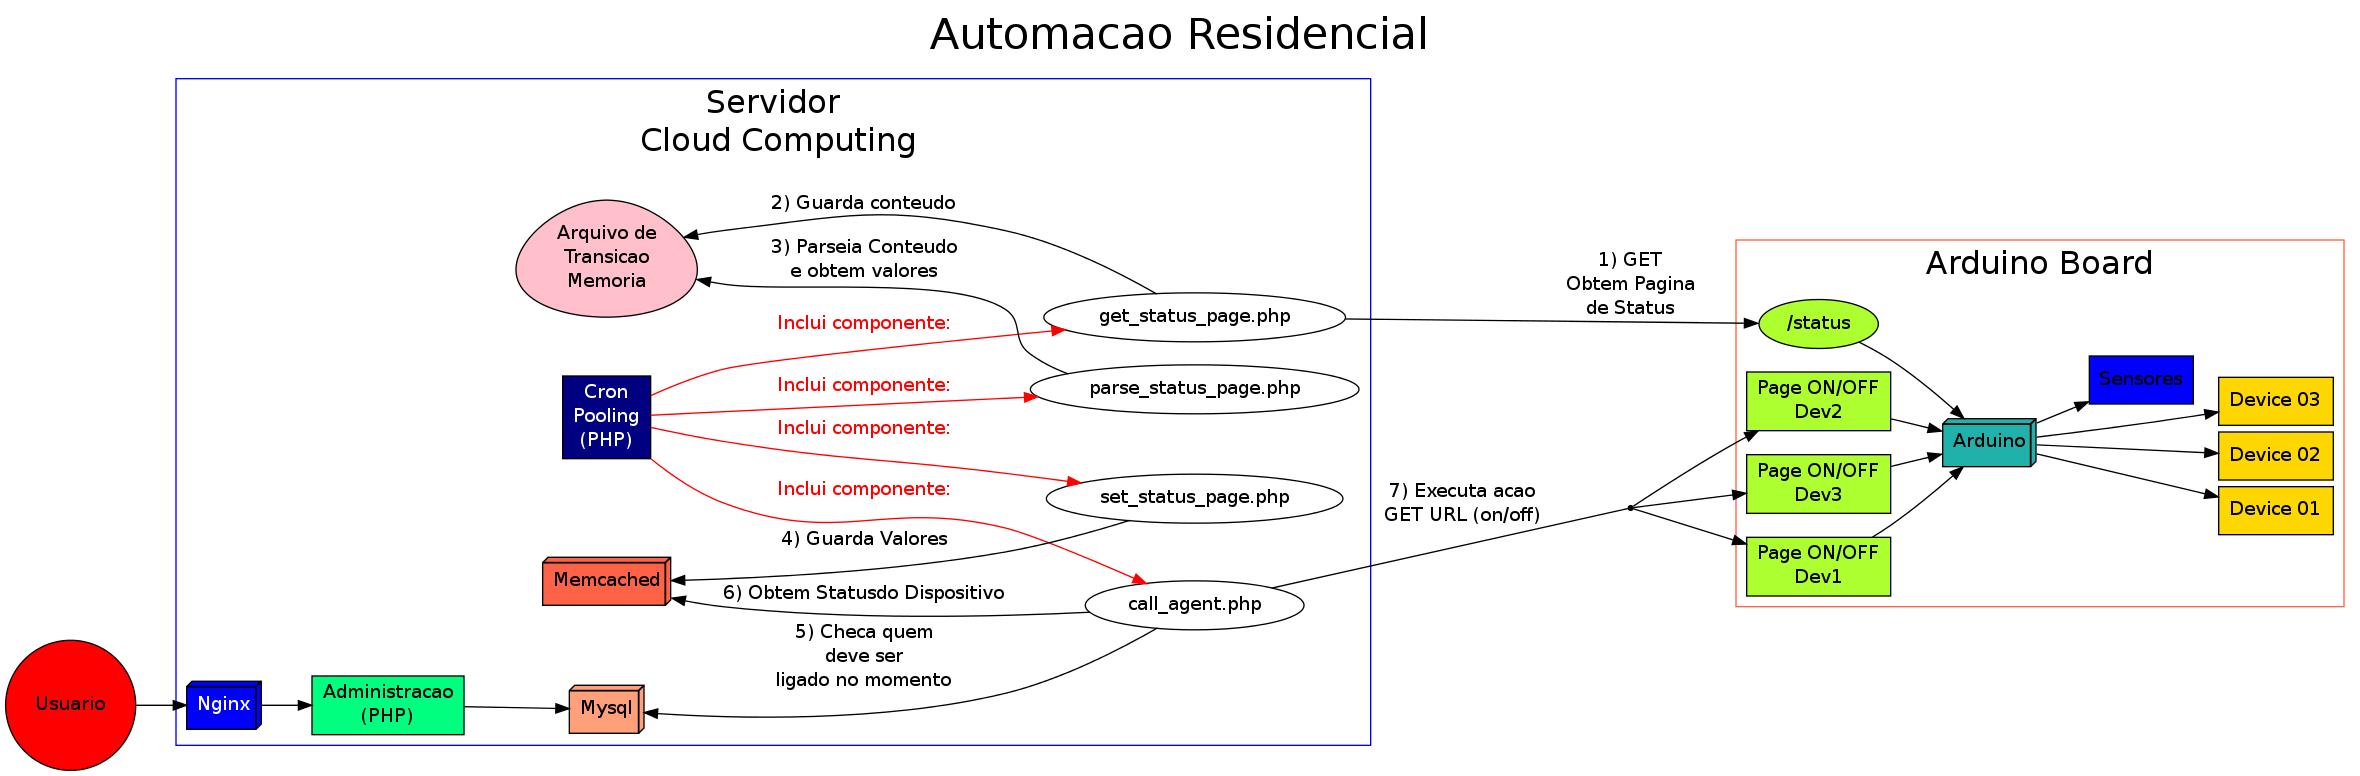 Automacao Residencial
Servidor
Cloud Computing
2) Guarda conteudo
Arquivo de
Transicao
Memoria
3) Parseia Conteudo
e obtem valores
1) GET
Obtem Pagina
de Status
Arduino Board
Inclui componente:
get_status_page.php
/status
Cron
Pooling
(PHP)
Inclui componente:
parse_status_page.php
Page ON/OFF
Dev2
Sensores
Device 03
Inclui componente:
Arduino
Device 02
Inclui componente:
set_status_page.php
7) Executa acao
GET URL (on/off)
Page ON/OFF
Dev3
Device 01
4) Guarda Valores
Memcached
6) Obtem Statusdo Dispositivo
call_agent.php
Page ON/OFF
Dev1
5) Checa quem
deve ser
ligado no momento
Usuario
Nginx
Administracao
(PHP)
Mysql